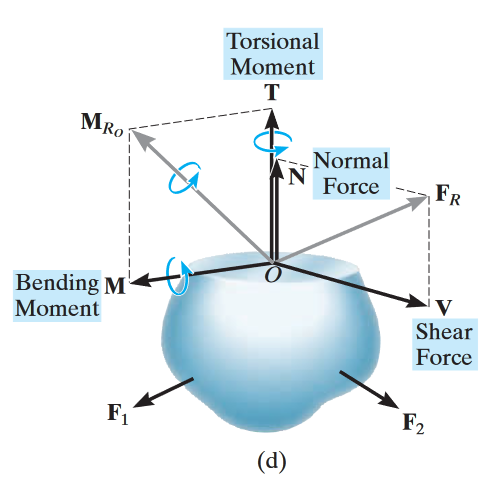 Torsional
Moment
T
M_{R_O}
N
Normal
Force
F_R
O
Bending
Moment
M
V
Shear
Force
F_1
F_2
(d)